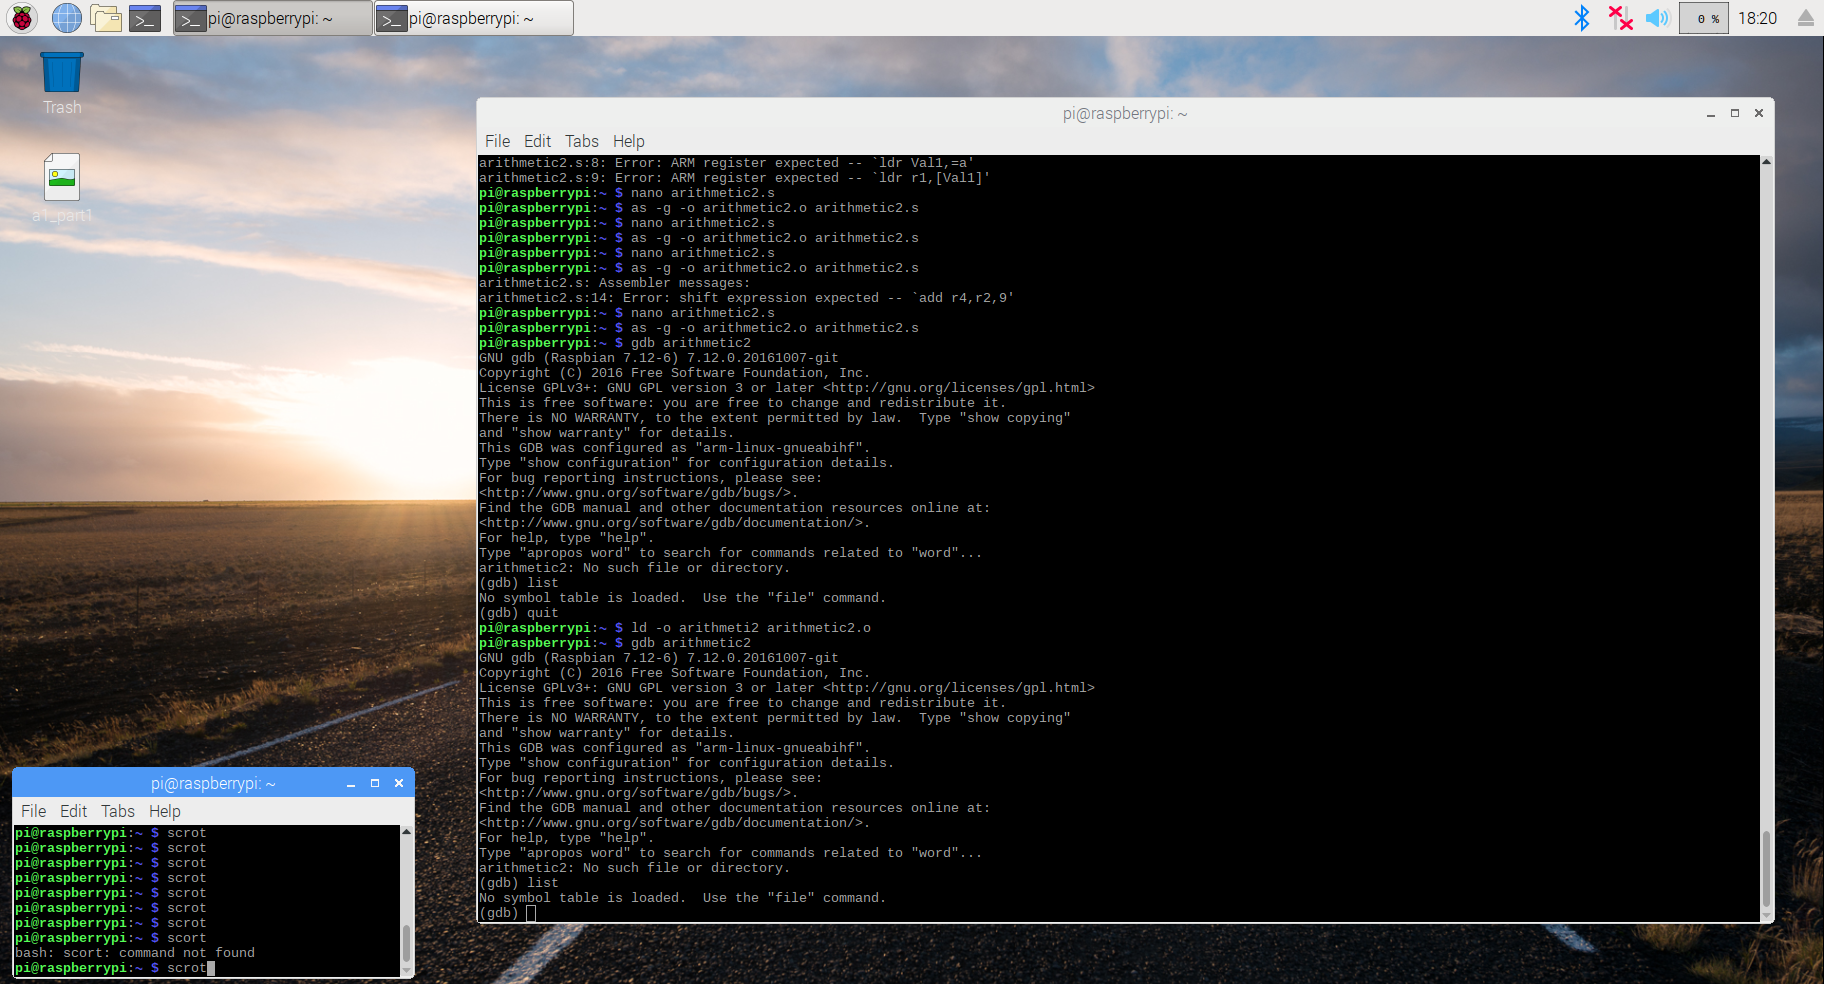 pi@raspberrypi: ~
pi@raspberrypi: ~
0 %
18:20
Trash
a1_part1
pi@raspberrypi: ~
File Edit Tabs Help
arithmetic2.s:8: Error: ARM register expected -- `ldr Val1,=a'
arithmetic2.s:9: Error: ARM register expected -- `ldr r1,[Val1]'
pi@raspberrypi:~ $ nano arithmetic2.s
pi@raspberrypi:~ $ as -g -o arithmetic2.o arithmetic2.s
pi@raspberrypi:~ $ nano arithmetic2.s
pi@raspberrypi:~ $ as -g -o arithmetic2.o arithmetic2.s
pi@raspberrypi:~ $ nano arithmetic2.s
pi@raspberrypi:~ $ as -g -o arithmetic2.o arithmetic2.s
arithmetic2.s: Assembler messages:
arithmetic2.s:14: Error: shift expression expected -- `add r4,r2,9'
pi@raspberrypi:~ $ nano arithmetic2.s
pi@raspberrypi:~ $ as -g -o arithmetic2.o arithmetic2.s
pi@raspberrypi:~ $ gdb arithmetic2
GNU gdb (Raspbian 7.12-6) 7.12.0.20161007-git
Copyright (C) 2016 Free Software Foundation, Inc.
License GPLv3+: GNU GPL version 3 or later <http://gnu.org/licenses/gpl.html>
This is free software: you are free to change and redistribute it.
There is NO WARRANTY, to the extent permitted by law.  Type "show copying"
and "show warranty" for details.
This GDB was configured as "arm-linux-gnueabihf".
Type "show configuration" for configuration details.
For bug reporting instructions, please see:
<http://www.gnu.org/software/gdb/bugs/>.
Find the GDB manual and other documentation resources online at:
<http://www.gnu.org/software/gdb/documentation/>.
For help, type "help".
Type "apropos word" to search for commands related to "word"...
arithmetic2: No such file or directory.
(gdb) list
No symbol table is loaded.  Use the "file" command.
(gdb) quit
pi@raspberrypi:~ $ ld -o arithmeti2 arithmetic2.o
pi@raspberrypi:~ $ gdb arithmetic2
GNU gdb (Raspbian 7.12-6) 7.12.0.20161007-git
Copyright (C) 2016 Free Software Foundation, Inc.
License GPLv3+: GNU GPL version 3 or later <http://gnu.org/licenses/gpl.html>
This is free software: you are free to change and redistribute it.
There is NO WARRANTY, to the extent permitted by law.  Type "show copying"
and "show warranty" for details.
This GDB was configured as "arm-linux-gnueabihf".
Type "show configuration" for configuration details.
For bug reporting instructions, please see:
<http://www.gnu.org/software/gdb/bugs/>.
Find the GDB manual and other documentation resources online at:
<http://www.gnu.org/software/gdb/documentation/>.
For help, type "help".
Type "apropos word" to search for commands related to "word"...
arithmetic2: No such file or directory.
(gdb) list
No symbol table is loaded.  Use the "file" command.
(gdb)
pi@raspberrypi: ~
File Edit Tabs Help
pi@raspberrypi:~ $ scrot
pi@raspberrypi:~ $ scrot
pi@raspberrypi:~ $ scrot
pi@raspberrypi:~ $ scrot
pi@raspberrypi:~ $ scrot
pi@raspberrypi:~ $ scrot
pi@raspberrypi:~ $ scrot
pi@raspberrypi:~ $ scort
bash: scort: command not found
pi@raspberrypi:~ $ scrot